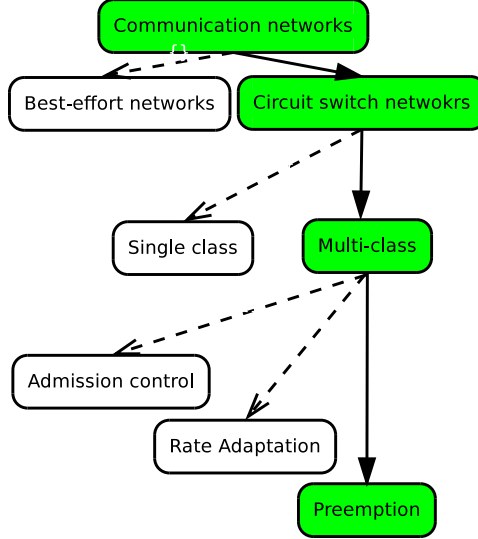 Communication networks
{}
Best-effort networks
Circuit switch netwokrs
Single class
Multi-class
Admission control
Rate Adaptation
Preemption